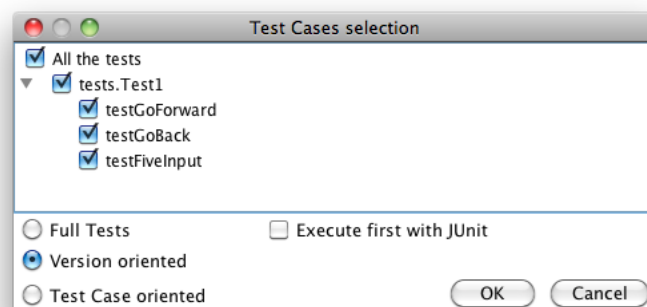 Test Cases selection
All the tests
tests.Test1
testGoForward
testGoBack
testFiveInput
Full Tests
Execute first with JUnit
Version oriented
Test Case oriented
OK
Cancel